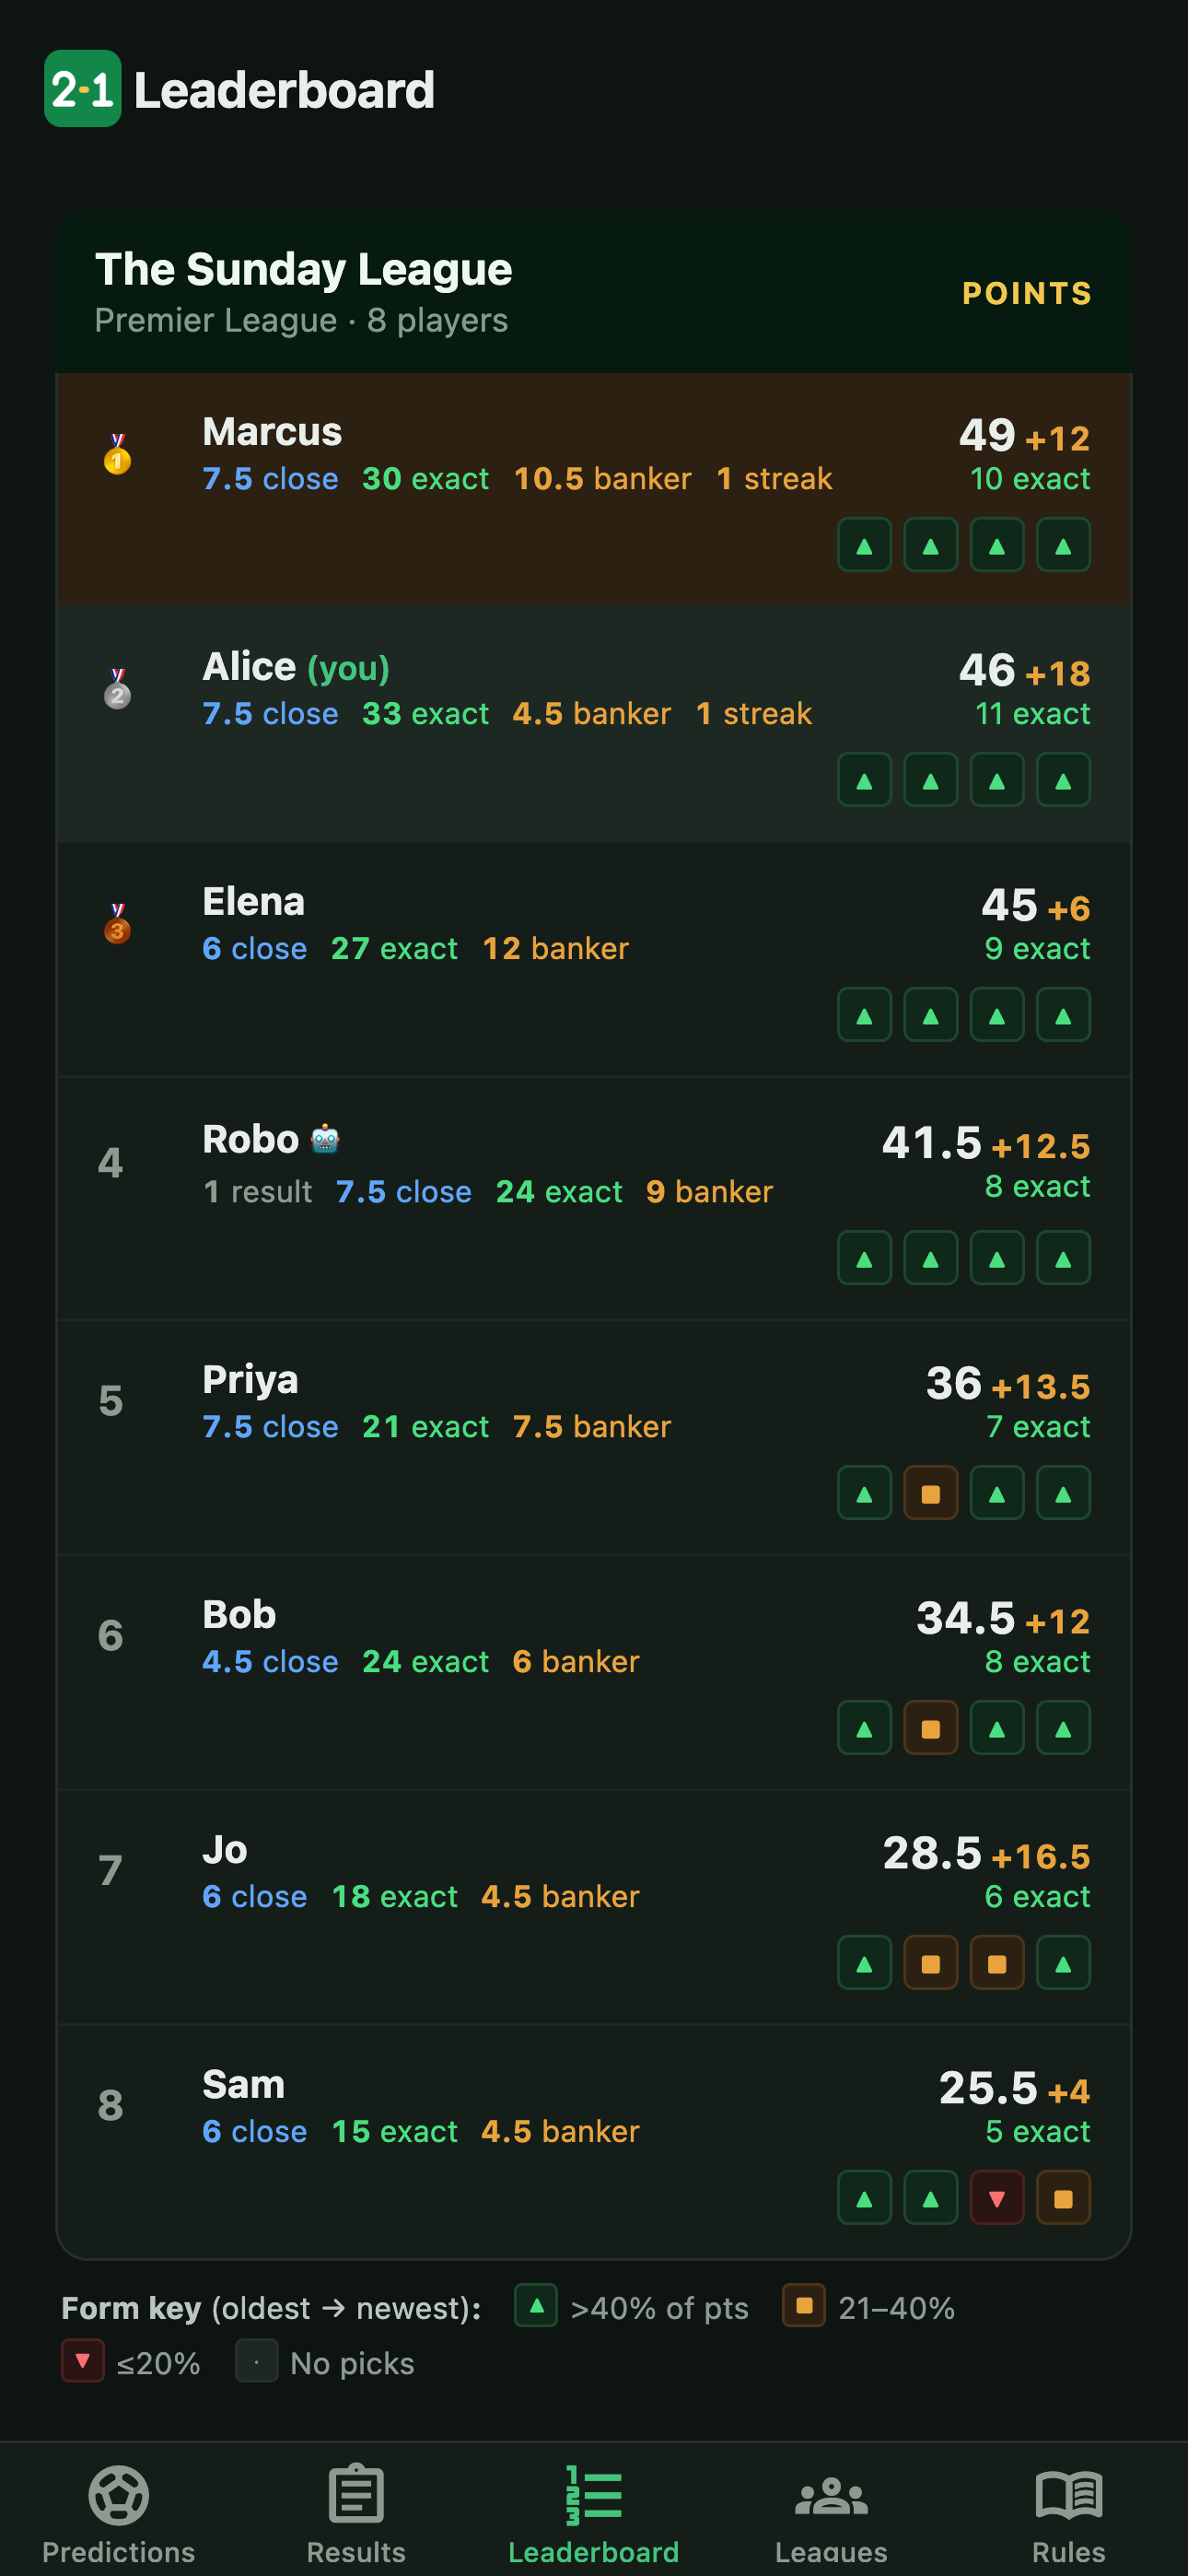 2-1 Leaderboard
The Sunday League
Premier League · 8 players
POINTS
1
Marcus
7.5 close 30 exact 10.5 banker 1 streak
49 +12
10 exact
2
Alice (you)
7.5 close 33 exact 4.5 banker 1 streak
46 +18
11 exact
3
Elena
6 close 27 exact 12 banker
45 +6
9 exact
4
Robo
1 result 7.5 close 24 exact 9 banker
41.5 +12.5
8 exact
5
Priya
7.5 close 21 exact 7.5 banker
36 +13.5
7 exact
6
Bob
4.5 close 24 exact 6 banker
34.5 +12
8 exact
7
Jo
6 close 18 exact 4.5 banker
28.5 +16.5
6 exact
8
Sam
6 close 15 exact 4.5 banker
25.5 +4
5 exact
Form key (oldest → newest): >40% of pts 21–40%
≤20% No picks
Predictions Results Leaderboard Leagues Rules